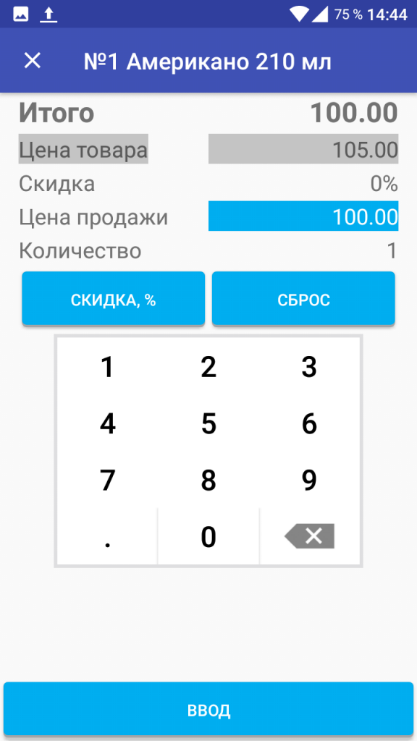 75 % 14:44
№1 Американо 210 мл
Итого 100.00
Цена товара 105.00
Скидка 0%
Цена продажи 100.00
Количество 1
СКИДКА, % СБРОС
1 2 3
4 5 6
7 8 9
. 0
ВВОД